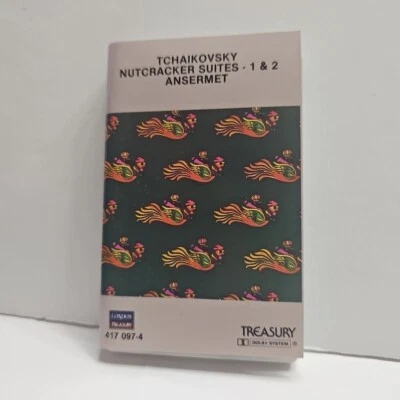 TCHAIKOVSKY
NUTCRACKER SUITES - 1 & 2
ANSERMET
LONDON
TREASURY
417 097-4
TREASURY
DOLBY SYSTEM